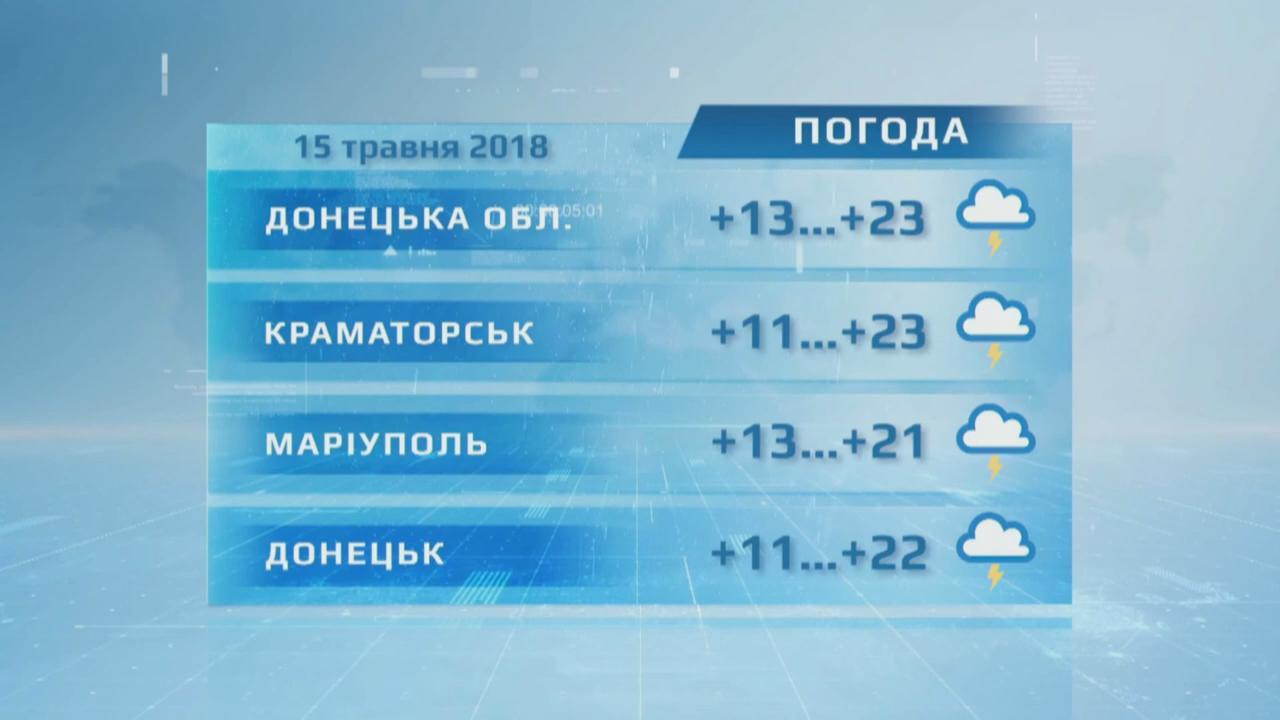 ПОГОДА
15 травня 2018
ДОНЕЦЬКА ОБЛ. +13...+23
КРАМАТОРСЬК +11...+23
МАРІУПОЛЬ +13...+21
ДОНЕЦЬК +11...+22